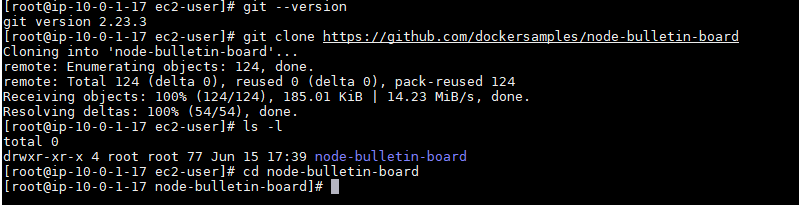 [root@ip-10-0-1-17 ec2-user]# git --version
git version 2.23.3
[root@ip-10-0-1-17 ec2-user]# git clone https://github.com/dockersamples/node-bulletin-board
Cloning into 'node-bulletin-board'...
remote: Enumerating objects: 124, done.
remote: Total 124 (delta 0), reused 0 (delta 0), pack-reused 124
Receiving objects: 100% (124/124), 185.01 KiB | 14.23 MiB/s, done.
Resolving deltas: 100% (54/54), done.
[root@ip-10-0-1-17 ec2-user]# ls -l
total 0
drwxr-xr-x 4 root root 77 Jun 15 17:39 node-bulletin-board
[root@ip-10-0-1-17 ec2-user]# cd node-bulletin-board
[root@ip-10-0-1-17 node-bulletin-board]#